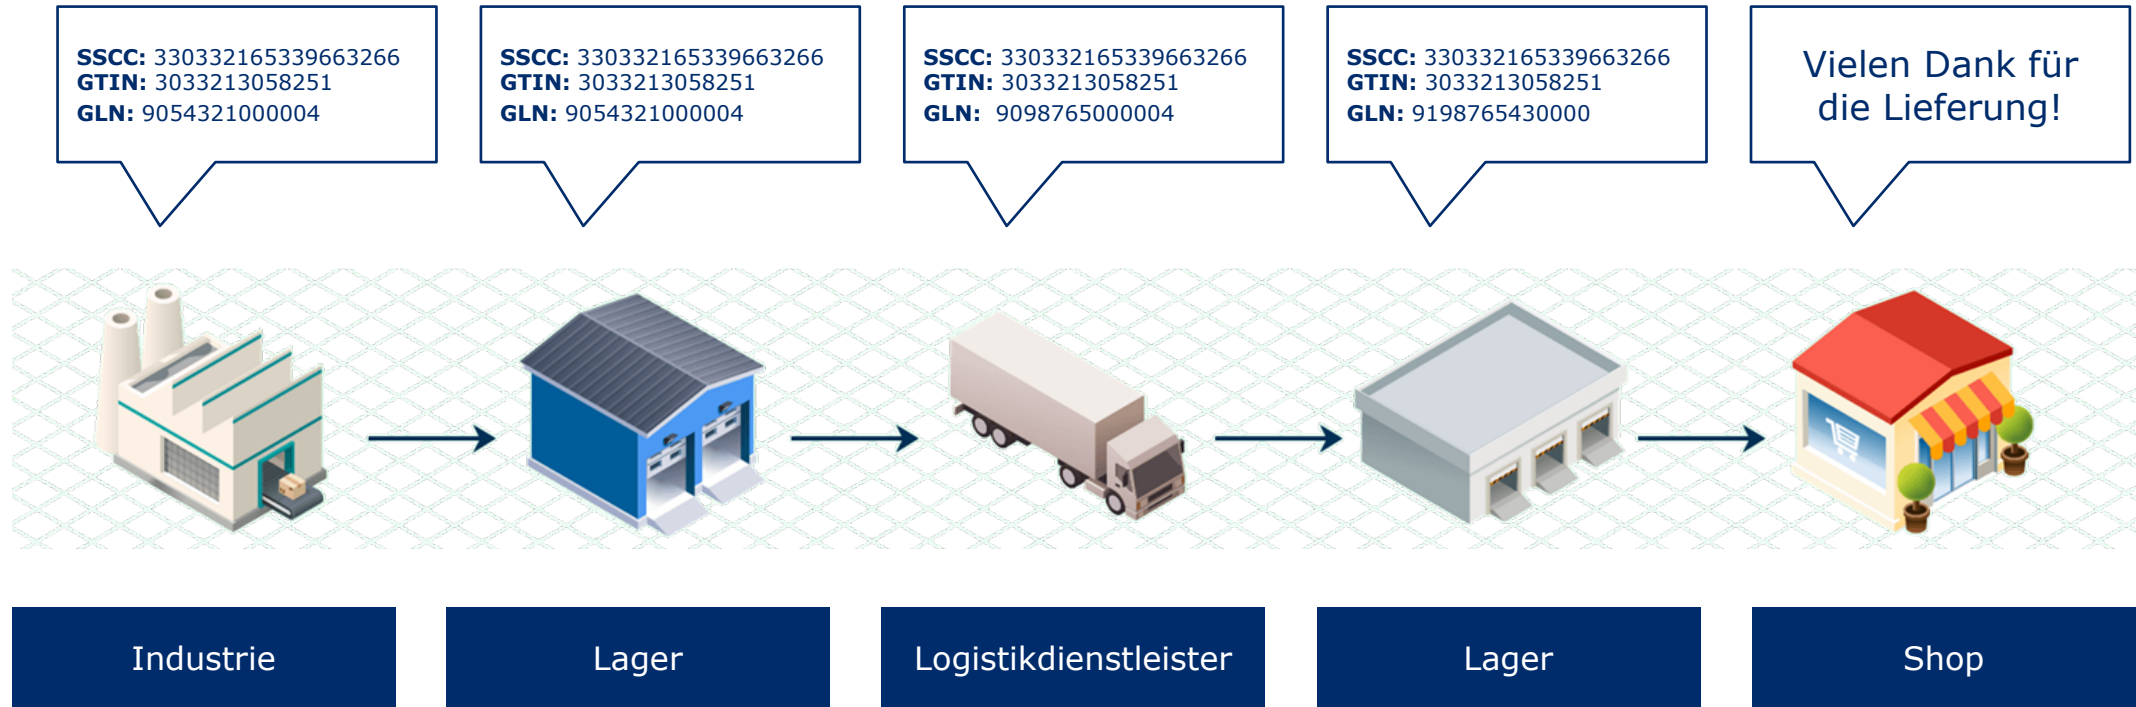 SSCC: 330332165339663266
GTIN: 3033213058251
GLN: 9054321000004
SSCC: 330332165339663266
GTIN: 3033213058251
GLN: 9054321000004
SSCC: 330332165339663266
GTIN: 3033213058251
GLN: 9098765000004
SSCC: 330332165339663266
GTIN: 3033213058251
GLN: 9198765430000
Vielen Dank für
die Lieferung!
Industrie
Lager
Logistikdienstleister
Lager
Shop